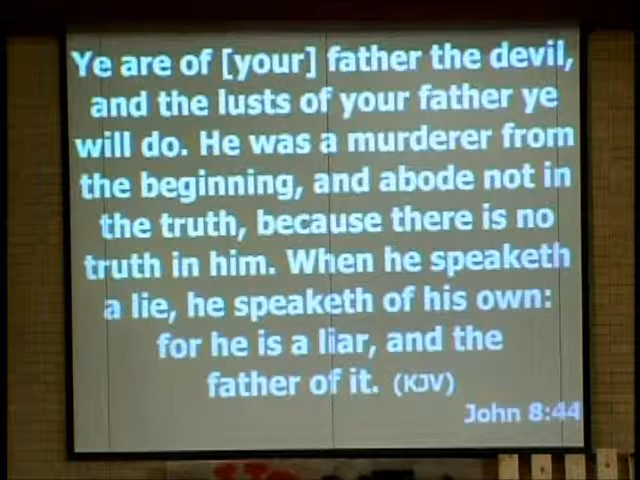 Ye are of [your] father the devil,
and the lusts of your father ye
will do. He was a murderer from
the beginning, and abode not in
the truth, because there is no
truth in him. When he speaketh
a lie, he speaketh of his own:
for he is a liar, and the
father of it. (KJV)
John 8:44